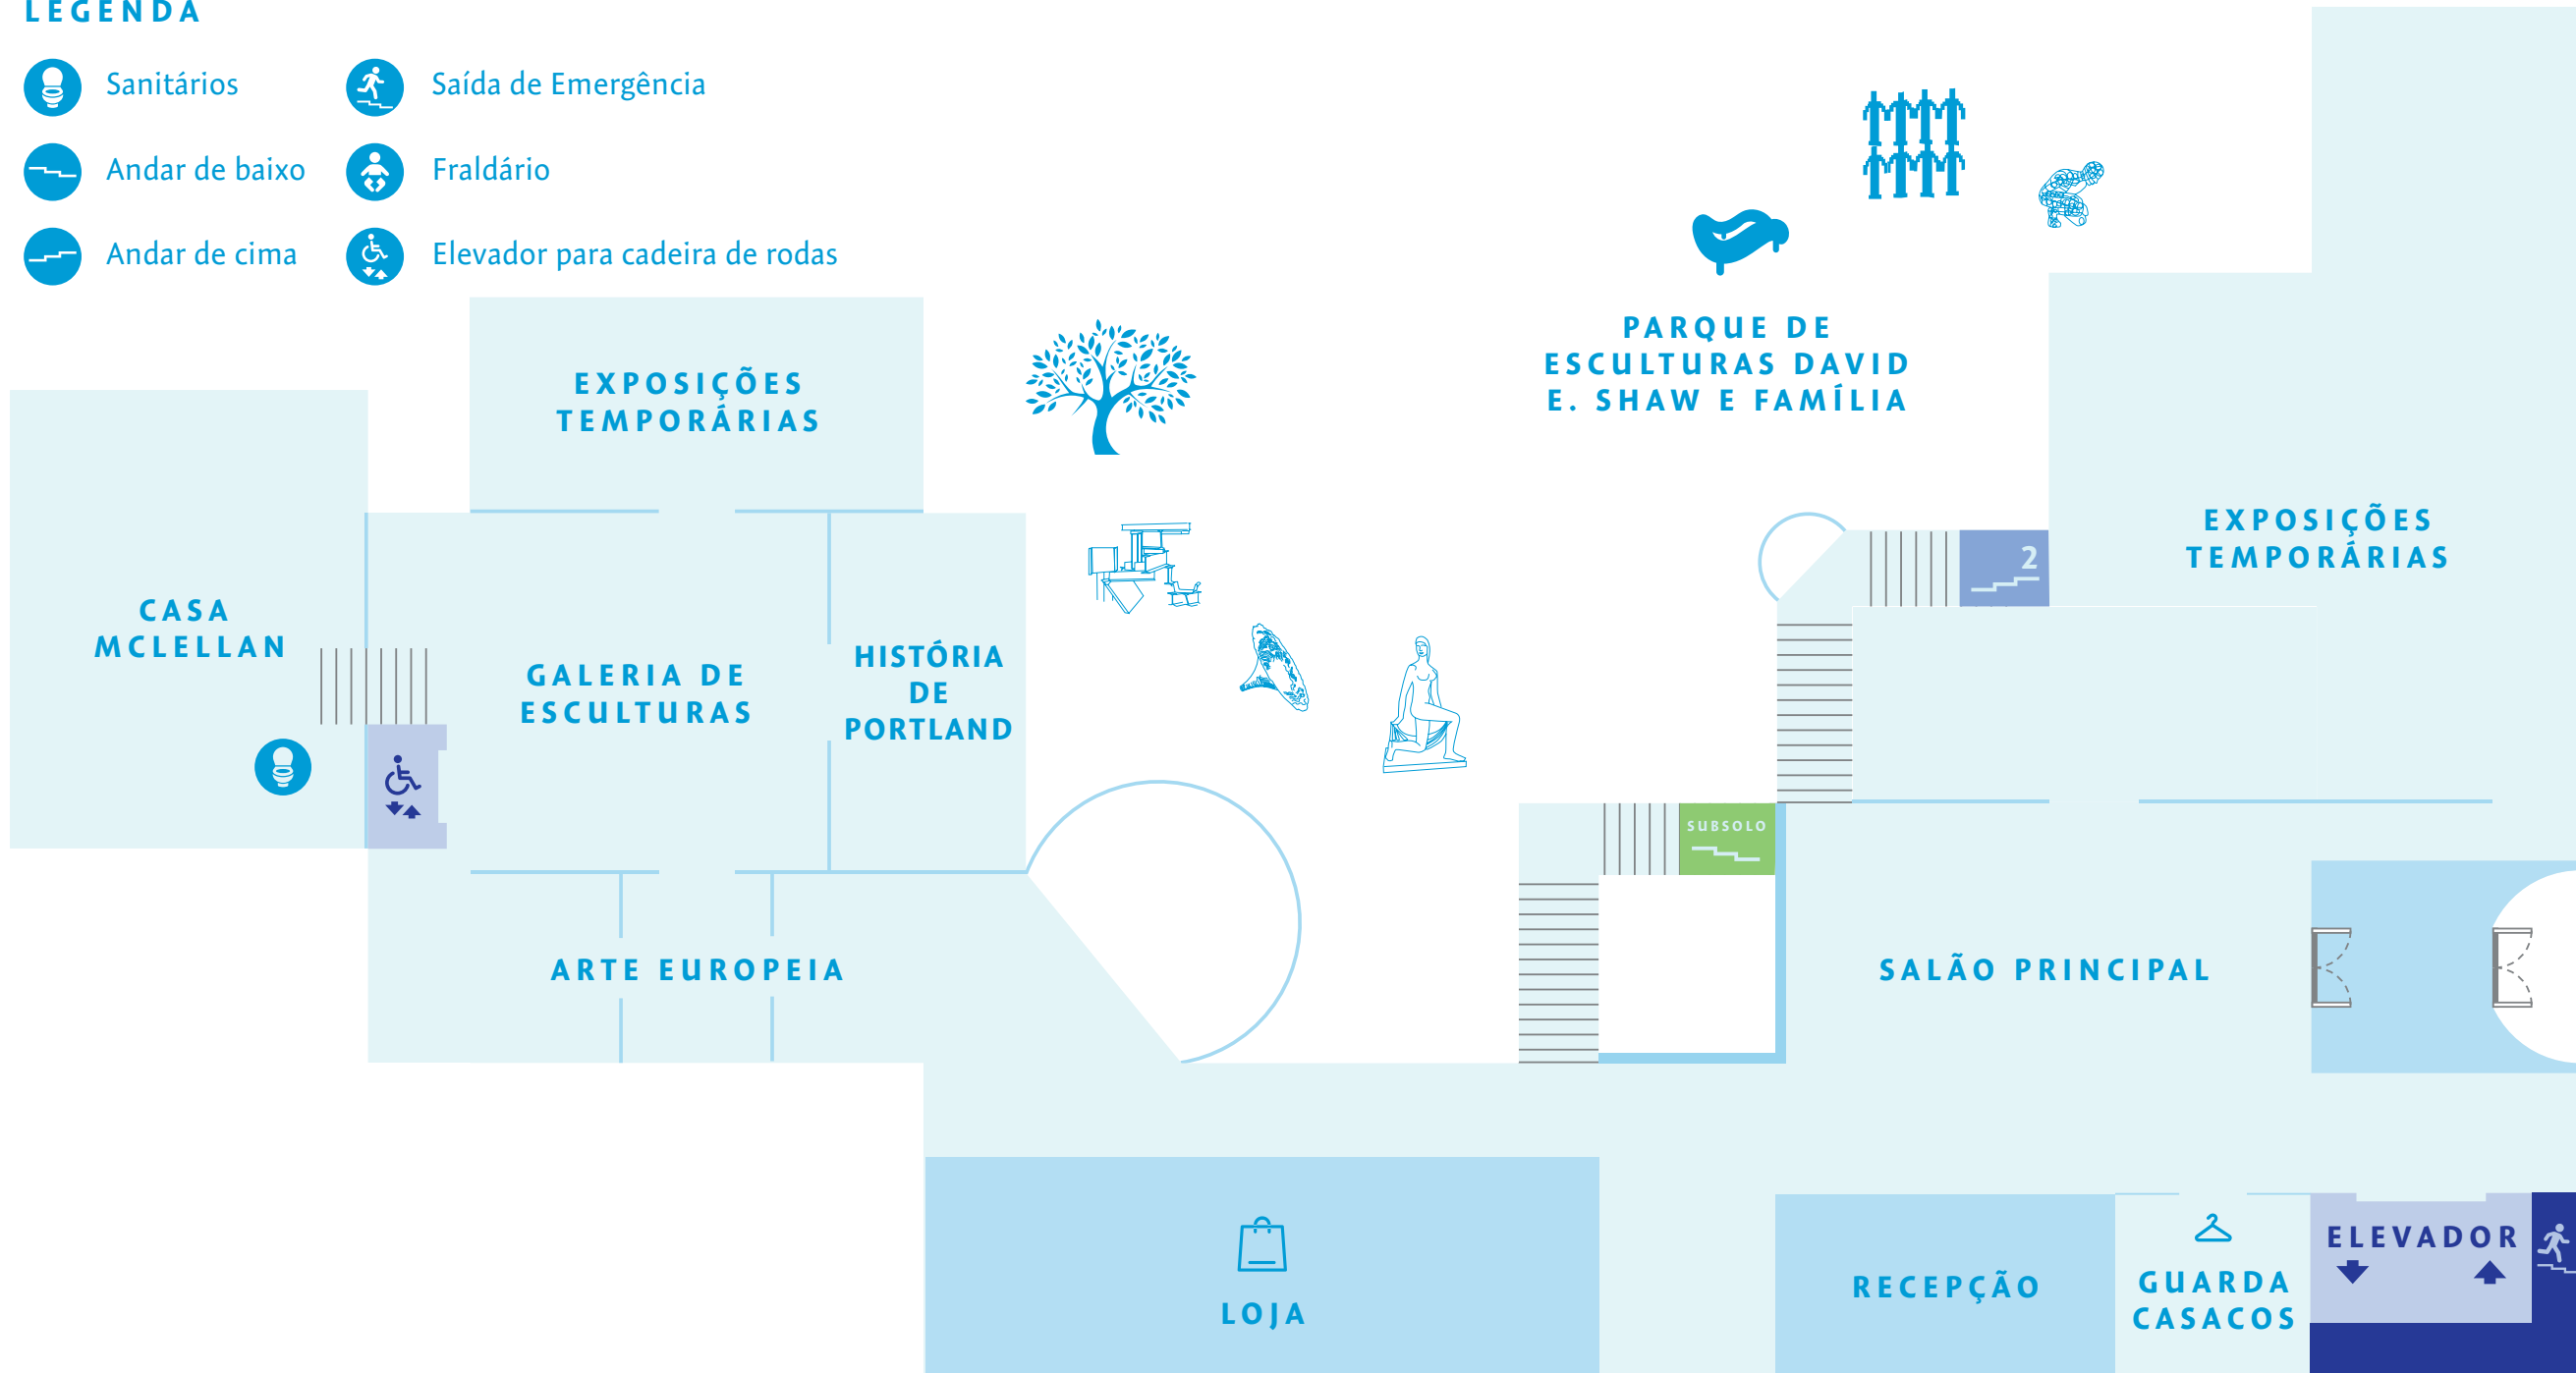 LEGENDA
Sanitários
Saída de Emergência
Andar de baixo
Fraldário
Andar de cima
Elevador para cadeira de rodas
PARQUE DE
ESCULTURAS DAVID
E. SHAW E FAMÍLIA
EXPOSIÇÕES
TEMPORÁRIAS
EXPOSIÇÕES
TEMPORÁRIAS
2
CASA
MCLELLAN
GALERIA DE
ESCULTURAS
HISTÓRIA
DE
PORTLAND
SUBSOLO
ARTE EUROPEIA
SALÃO PRINCIPAL
LOJA
RECEPÇÃO
GUARDA
CASACOS
ELEVADOR